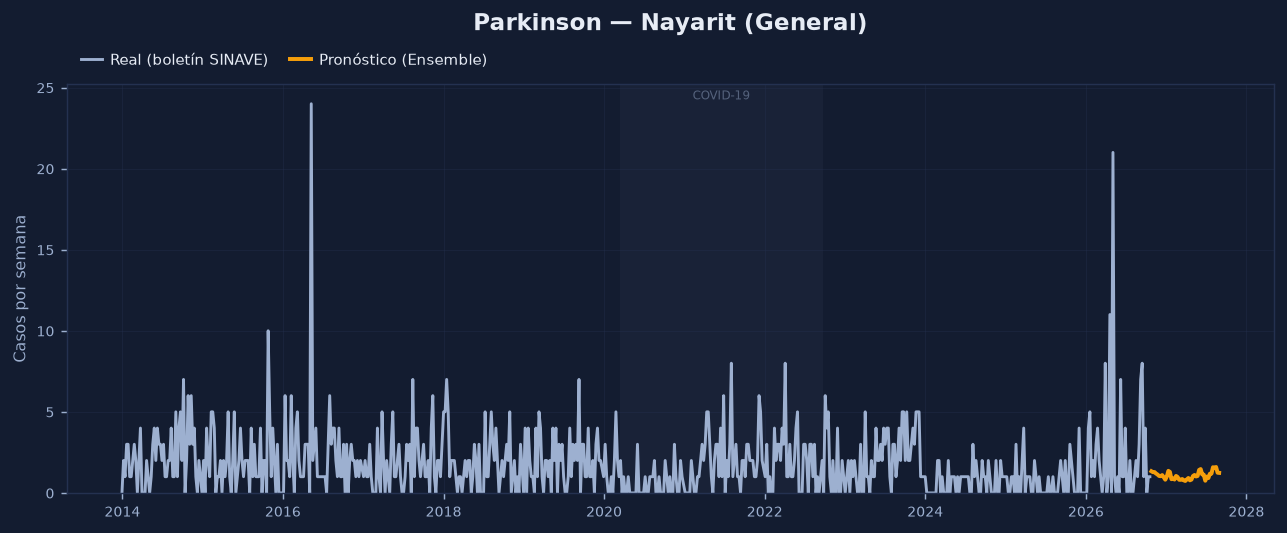 Parkinson — Nayarit (General)
Real (boletín SINAVE)
Pronóstico (Ensemble)
COVID-19
Casos por semana
25
20
15
10
5
0
2014
2016
2018
2020
2022
2024
2026
2028